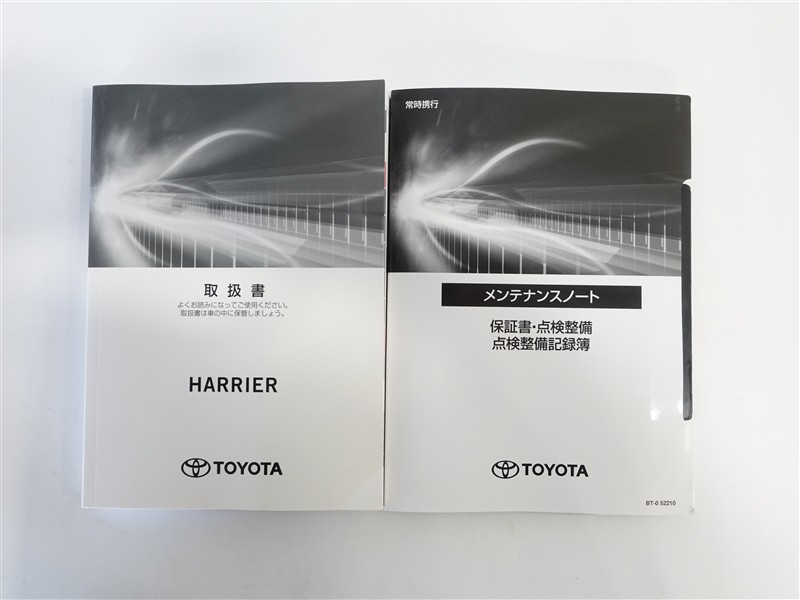 取扱書
よくお読みになってご使用ください。
取扱書は車の中に保管しましょう。
HARRIER
TOYOTA
常時携行
メンテナンスノート
保証書・点検整備
点検整備記録簿
TOYOTA
BT-0 52210